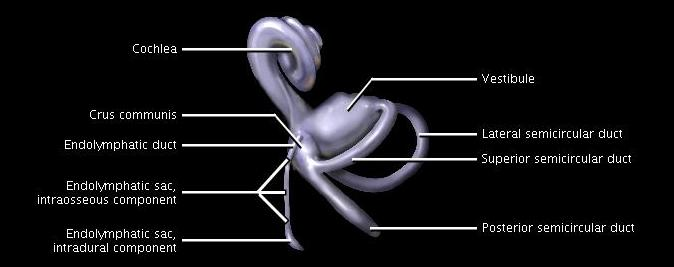 Cochlea
Crus communis
Endolymphatic duct
Endolymphatic sac,
intraosseous component
Endolymphatic sac,
intradural component
Vestibule
Lateral semicircular duct
Superior semicircular duct
Posterior semicircular duct